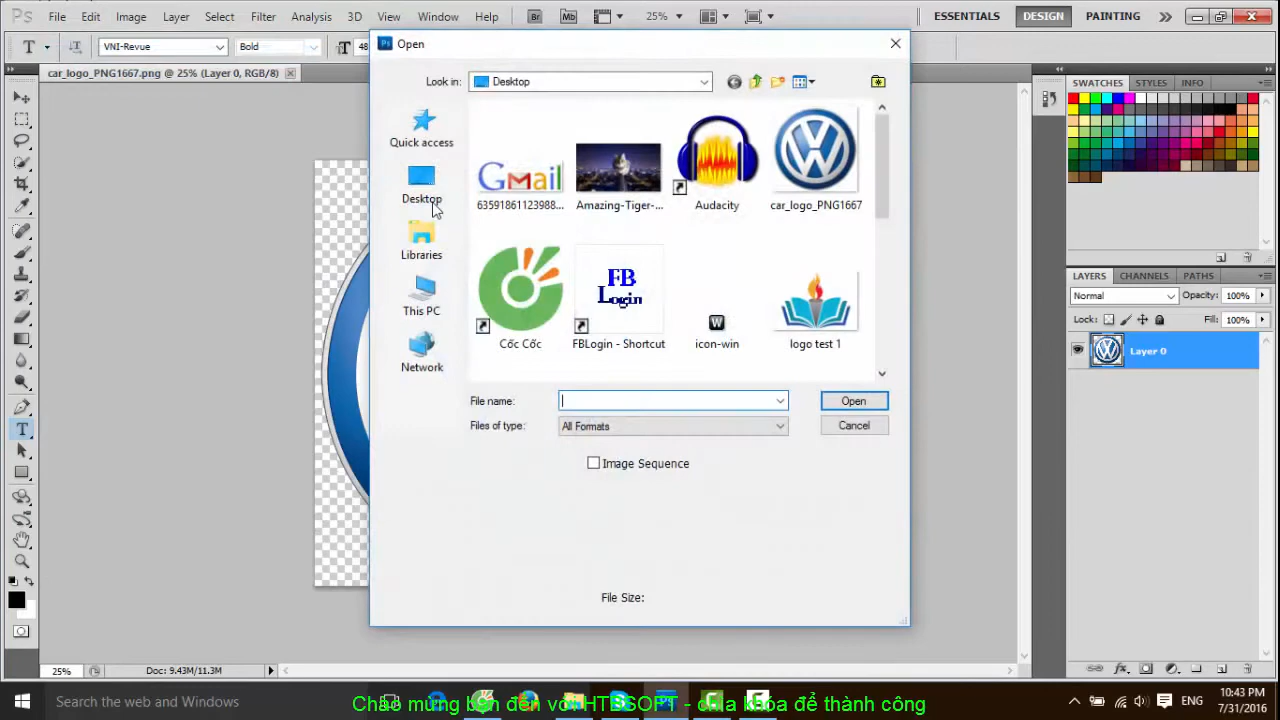 Ps File Edit Image Layer Select Filter Analysis 3D View Window Help Br Mb 25% ESSENTIALS DESIGN PAINTING
T VNI-Revue Bold 48
Open
Look in: Desktop
car_logo_PNG1667.png @ 25% (Layer 0, RGB/8)
SWATCHES STYLES INFO
Quick access
Desktop
Libraries
This PC
Network
Gmail
63591861123988...
Amazing-Tiger-...
Audacity
car_logo_PNG1667
FB
Login
Cốc Cốc
FBLogin - Shortcut
W
icon-win
logo test 1
File name:
Open
Files of type: All Formats
Cancel
Image Sequence
File Size:
LAYERS CHANNELS PATHS
Normal Opacity: 100%
Lock: Fill: 100%
Layer 0
25% Doc: 9.43M/11.3M
Search the web and Windows
Chào mừng bạn đến với HTBSOFT - chìa khóa để thành công
ENG
10:43 PM
7/31/2016